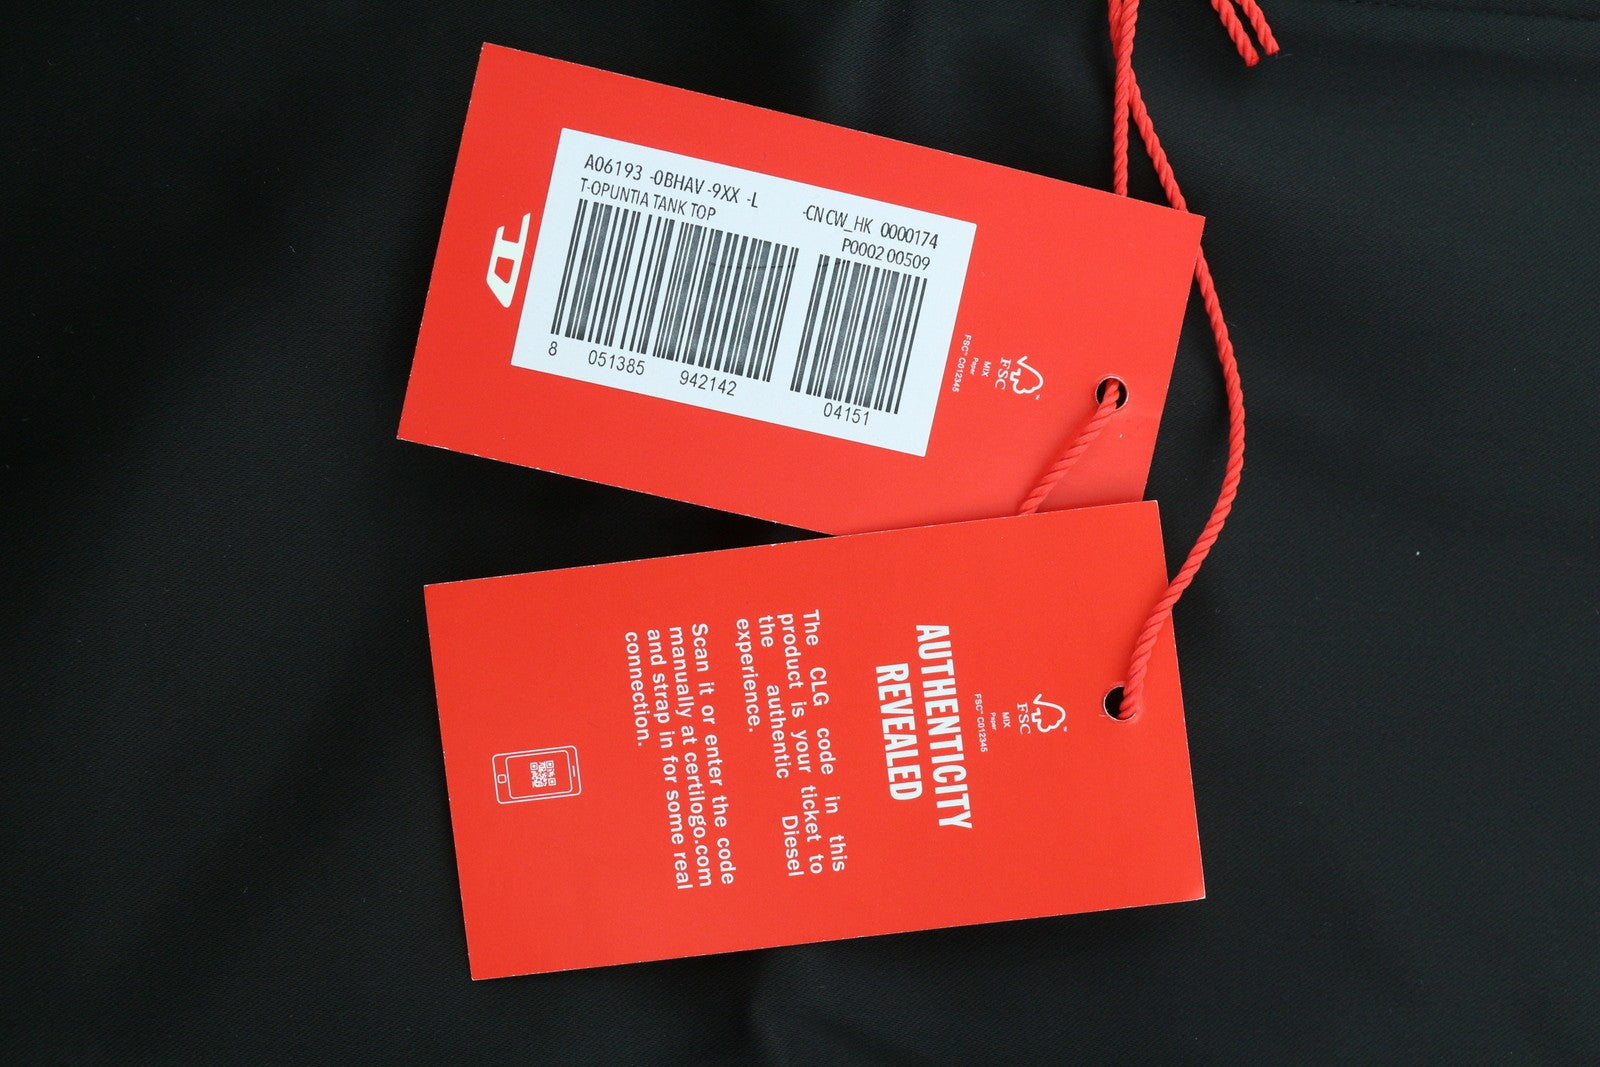 A06193 -0BHAV -9XX -L
T-OPUNTIA TANK TOP
-CN CW_HK 0000174
P0002 00509
8 051385 942142
04151
FSC
MIX
Paper
FSC™ C012345
D
FSC
MIX
Paper
FSC™ C012345
AUTHENTICITY
REVEALED
The CLG code in this
product is your ticket to
the authentic Diesel
experience.
Scan it or enter the code
manually at certilogo.com
and strap in for some real
connection.